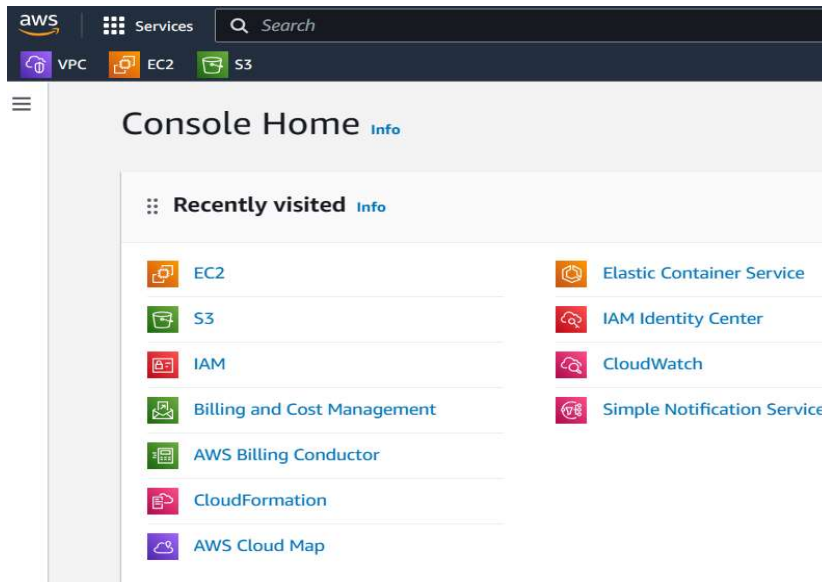 aws Services Search
VPC EC2 S3
Console Home Info
Recently visited Info
EC2
S3
IAM
Billing and Cost Management
AWS Billing Conductor
CloudFormation
AWS Cloud Map
Elastic Container Service
IAM Identity Center
CloudWatch
Simple Notification Service